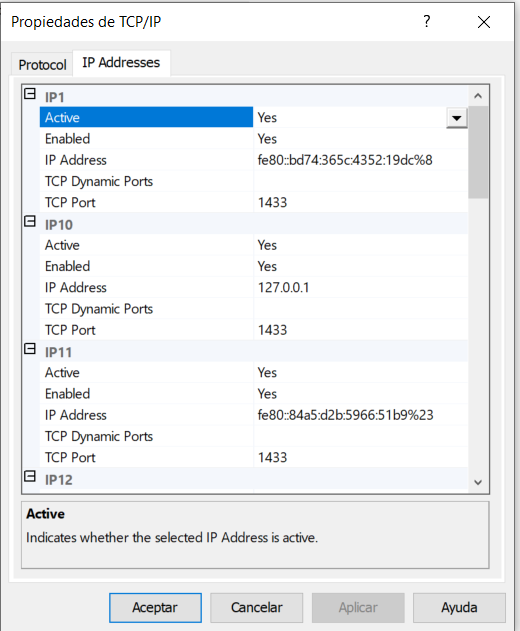 Propiedades de TCP/IP
Protocol IP Addresses
IP1
Active Yes
Enabled Yes
IP Address fe80::bd74:365c:4352:19dc%8
TCP Dynamic Ports
TCP Port 1433
IP10
Active Yes
Enabled Yes
IP Address 127.0.0.1
TCP Dynamic Ports
TCP Port 1433
IP11
Active Yes
Enabled Yes
IP Address fe80::84a5:d2b:5966:51b9%23
TCP Dynamic Ports
TCP Port 1433
IP12
Active
Indicates whether the selected IP Address is active.
Aceptar Cancelar Aplicar Ayuda